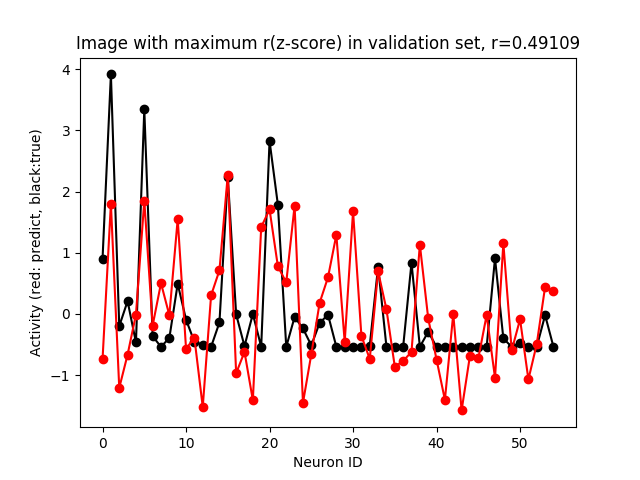 Image with maximum r(z-score) in validation set, r=0.49109
Activity (red: predict, black:true)
4
3
2
1
0
−1
0 10 20 30 40 50
Neuron ID